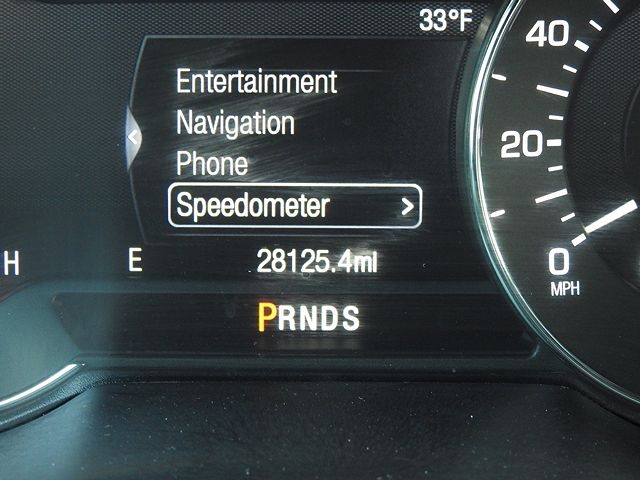 33°F
Entertainment
Navigation
Phone
Speedometer >
H
E
28125.4mi
PRNDS
40
20
0
MPH